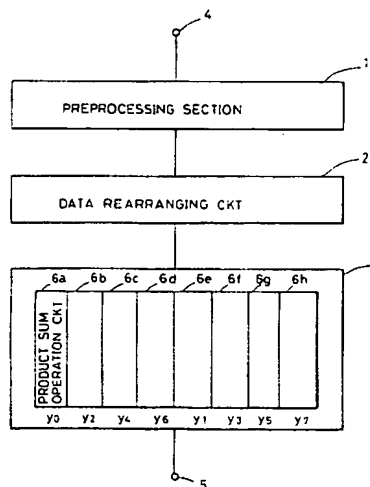 4
PREPROCESSING SECTION
2
DATA REARRANGING CKT
6a 6b 6c 6d 6e 6f 6g 6h
PRODUCT SUM
OPERATION CKT
y0 y2 y4 y6 y1 y3 y5 y7
5